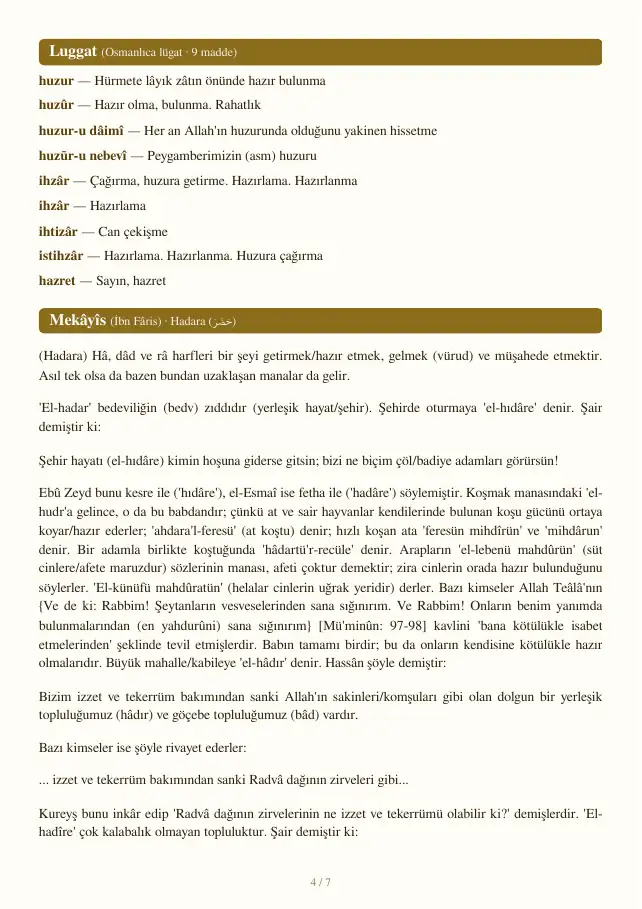 Luggat (Osmanlıca lügat · 9 madde)
huzur — Hürmete lâyık zâtın önünde hazır bulunma
huzûr — Hazır olma, bulunma. Rahatlık
huzur-u dâimî — Her an Allah'ın huzurunda olduğunu yakinen hissetme
huzūr-u nebevî — Peygamberimizin (asm) huzuru
ihzâr — Çağırma, huzura getirme. Hazırlama. Hazırlanma
ihzâr — Hazırlama
ihtizâr — Can çekişme
istihzâr — Hazırlama. Hazırlanma. Huzura çağırma
hazret — Sayın, hazret
Mekâyîs (İbn Fâris) · Hadara (حَضَرَ)
(Hadara) Hâ, dâd ve râ harfleri bir şeyi getirmek/hazır etmek, gelmek (vürud) ve müşahede etmektir.
Asıl tek olsa da bazen bundan uzaklaşan manalar da gelir.
'El-hadar' bedeviliğin (bedv) zıddıdır (yerleşik hayat/şehir). Şehirde oturmaya 'el-hıdâre' denir. Şair
demiştir ki:
Şehir hayatı (el-hıdâre) kimin hoşuna giderse gitsin; bizi ne biçim çöl/badiye adamları görürsün!
Ebû Zeyd bunu kesre ile ('hıdâre'), el-Esmaî ise fetha ile ('hadâre') söylemiştir. Koşmak manasındaki 'el-
hudr'a gelince, o da bu babdandır; çünkü at ve sair hayvanlar kendilerinde bulunan koşu gücünü ortaya
koyar/hazır ederler; 'ahdara'l-feresü' (at koştu) denir; hızlı koşan ata 'feresün mihdîrün' ve 'mihdârun'
denir. Bir adamla birlikte koştuğunda 'hâdartü'r-recüle' denir. Arapların 'el-lebenü mahdûrün' (süt
cinlere/afete maruzdur) sözlerinin manası, afeti çoktur demektir; zira cinlerin orada hazır bulunduğunu
söylerler. 'El-künüfü mahdûratün' (helalar cinlerin uğrak yeridir) derler. Bazı kimseler Allah Teâlâ'nın
{Ve de ki: Rabbim! Şeytanların vesveselerinden sana sığınırım. Ve Rabbim! Onların benim yanımda
bulunmalarından (en yahdurûni) sana sığınırım} [Mü'minûn: 97-98] kavlini 'bana kötülükle isabet
etmelerinden' şeklinde tevil etmişlerdir. Babın tamamı birdir; bu da onların kendisine kötülükle hazır
olmalarıdır. Büyük mahalle/kabileye 'el-hâdır' denir. Hassân şöyle demiştir:
Bizim izzet ve tekerrüm bakımından sanki Allah'ın sakinleri/komşuları gibi olan dolgun bir yerleşik
topluluğumuz (hâdır) ve göçebe topluluğumuz (bâd) vardır.
Bazı kimseler ise şöyle rivayet ederler:
... izzet ve tekerrüm bakımından sanki Radvâ dağının zirveleri gibi...
Kureyş bunu inkâr edip 'Radvâ dağının zirvelerinin ne izzet ve tekerrümü olabilir ki?' demişlerdir. 'El-
hadîre' çok kalabalık olmayan topluluktur. Şair demiştir ki:
4 / 7